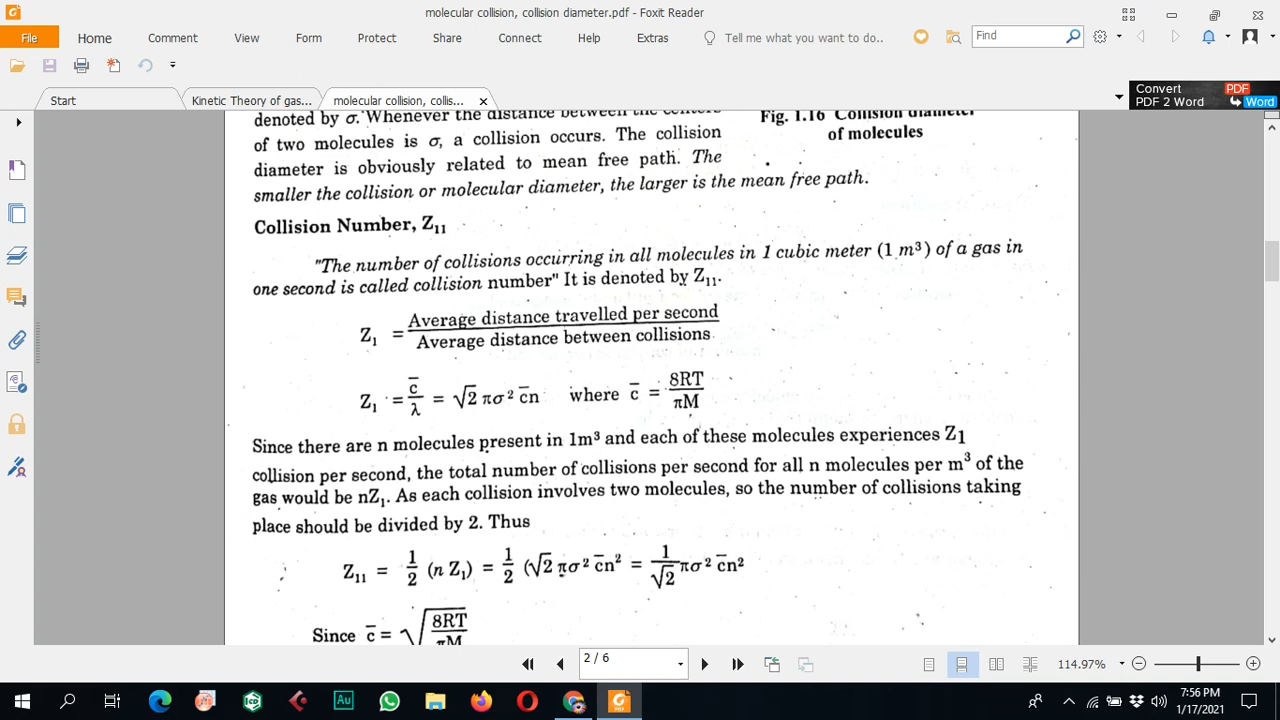 molecular collision, collision diameter.pdf - Foxit Reader
File Home Comment View Form Protect Share Connect Help Extras Tell me what you want to do.. Find
Start Kinetic Theory of gas... molecular collision, collis... Convert PDF
PDF 2 Word Word
denoted by σ. Whenever the distance between the centers
of two molecules is σ, a collision occurs. The collision
diameter is obviously related to mean free path. The
smaller the collision or molecular diameter, the larger is the mean free path.
Fig. 1.16 Collision diameter
of molecules
Collision Number, Z₁₁
"The number of collisions occurring in all molecules in 1 cubic meter (1 m³) of a gas in
one second is called collision number" It is denoted by Z₁₁.
Z₁ = Average distance travelled per second
Average distance between collisions
Z₁ = c̄/λ = √2 πσ² c̄n where c̄ = 8RT/πM
Since there are n molecules present in 1m³ and each of these molecules experiences Z1
collision per second, the total number of collisions per second for all n molecules per m³ of the
gas would be nZ₁. As each collision involves two molecules, so the number of collisions taking
place should be divided by 2. Thus
Z₁₁ = 1/2 (n Z₁) = 1/2 (√2 πσ² c̄n² = 1/√2 πσ² c̄n²
Since c̄ = √8RT/πM
2 / 6
114.97%
Au
7:56 PM
1/17/2021